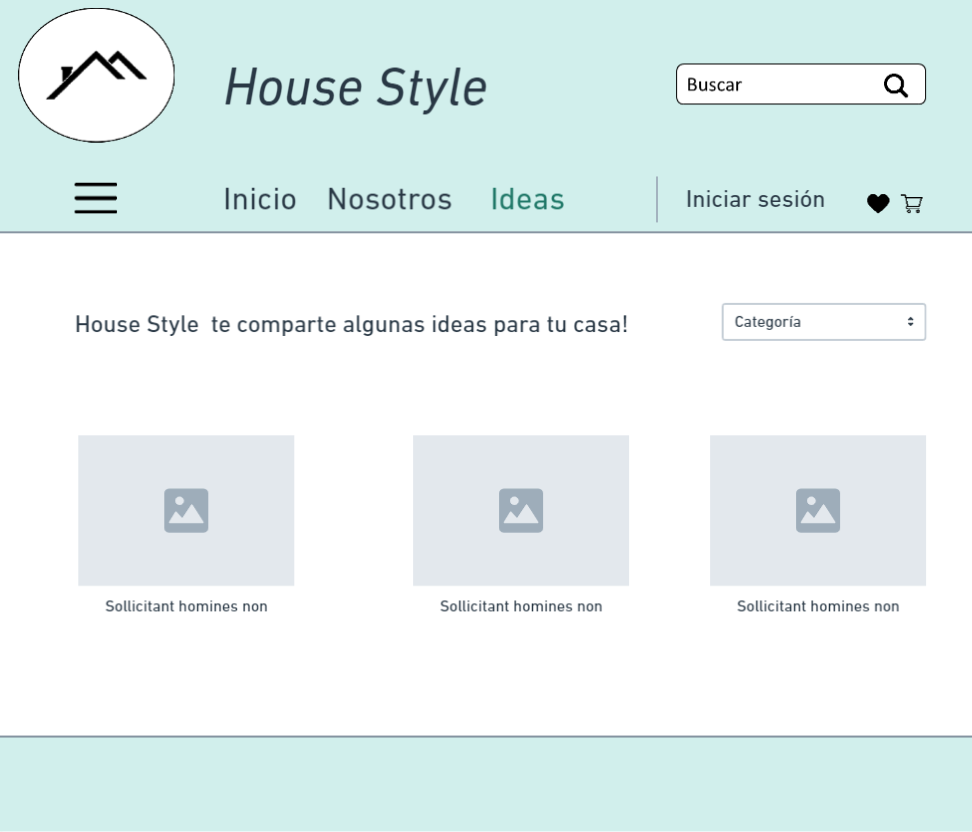 House Style
Buscar
Inicio Nosotros Ideas Iniciar sesión
House Style te comparte algunas ideas para tu casa!
Categoría
Sollicitant homines non
Sollicitant homines non
Sollicitant homines non